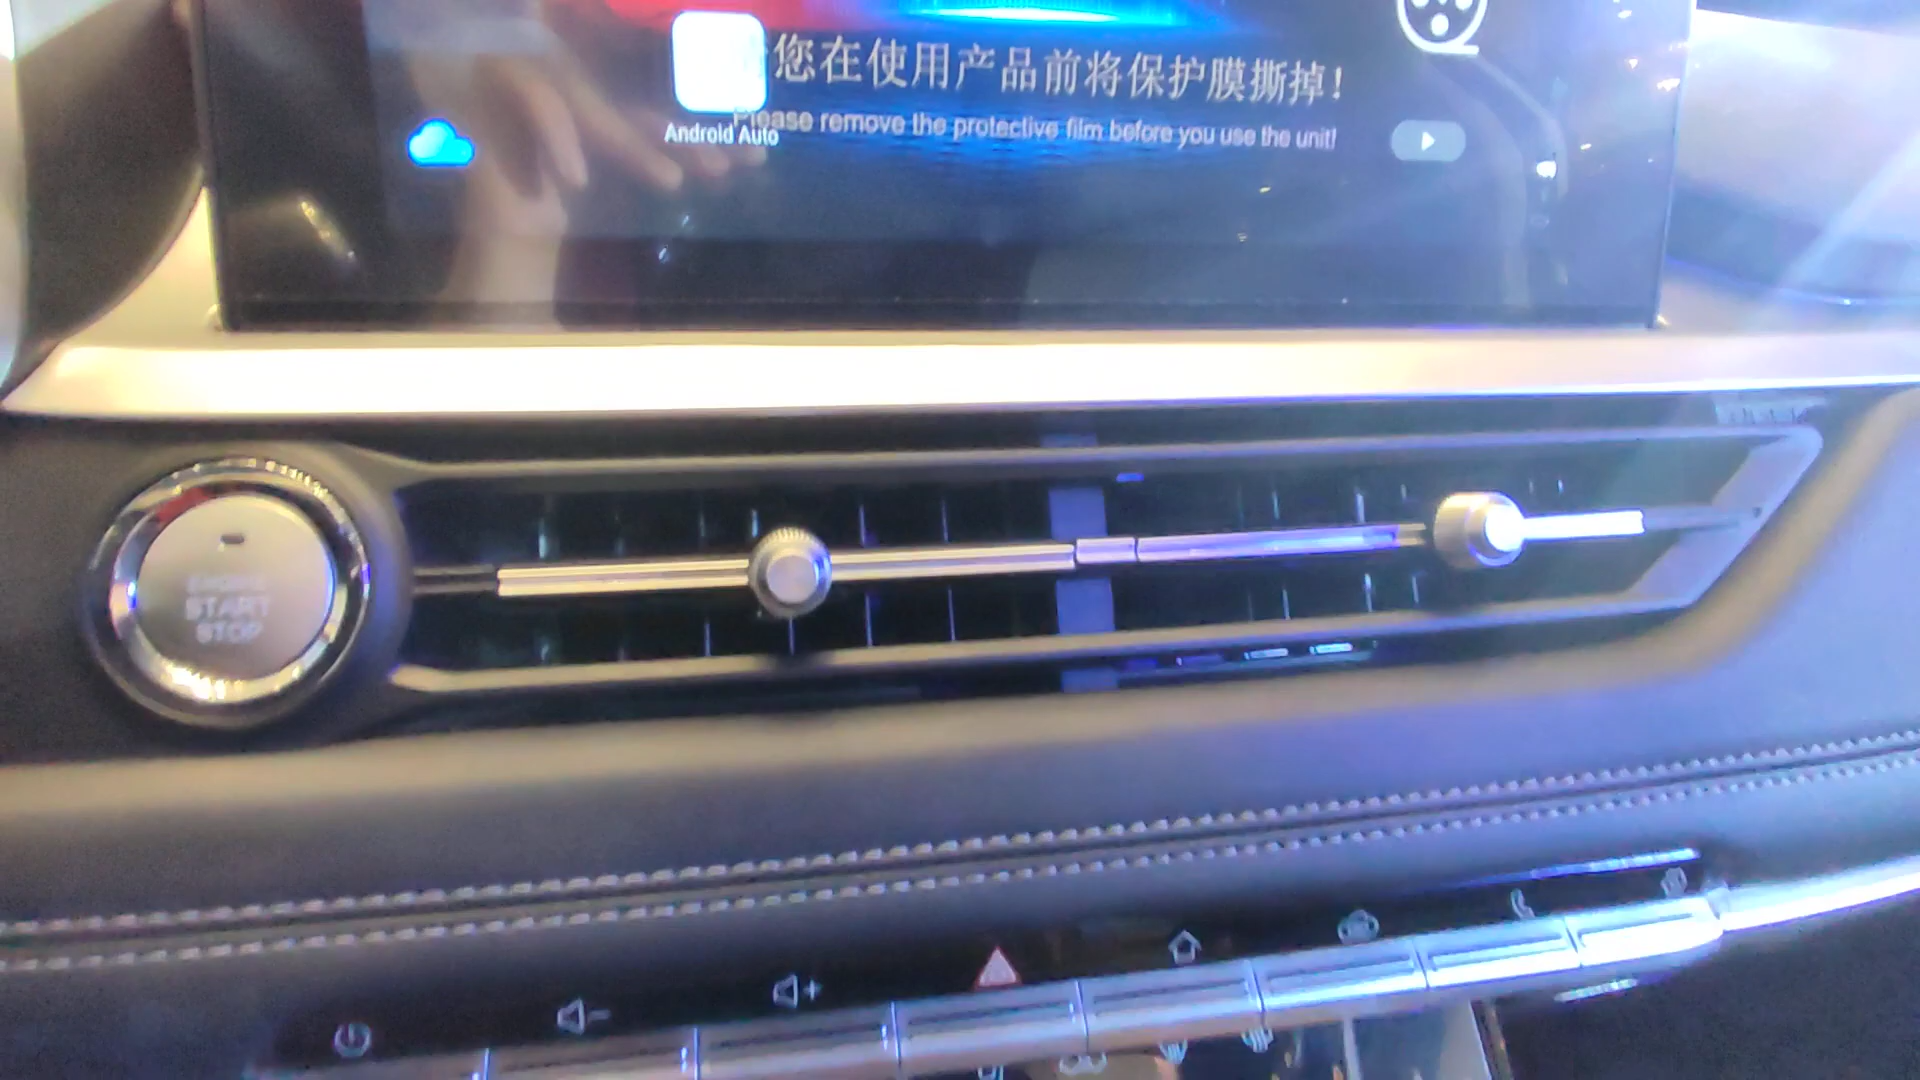 您在使用产品前将保护膜撕掉!
Please remove the protective film before you use the unit!
Android Auto
ENGINE
START
STOP